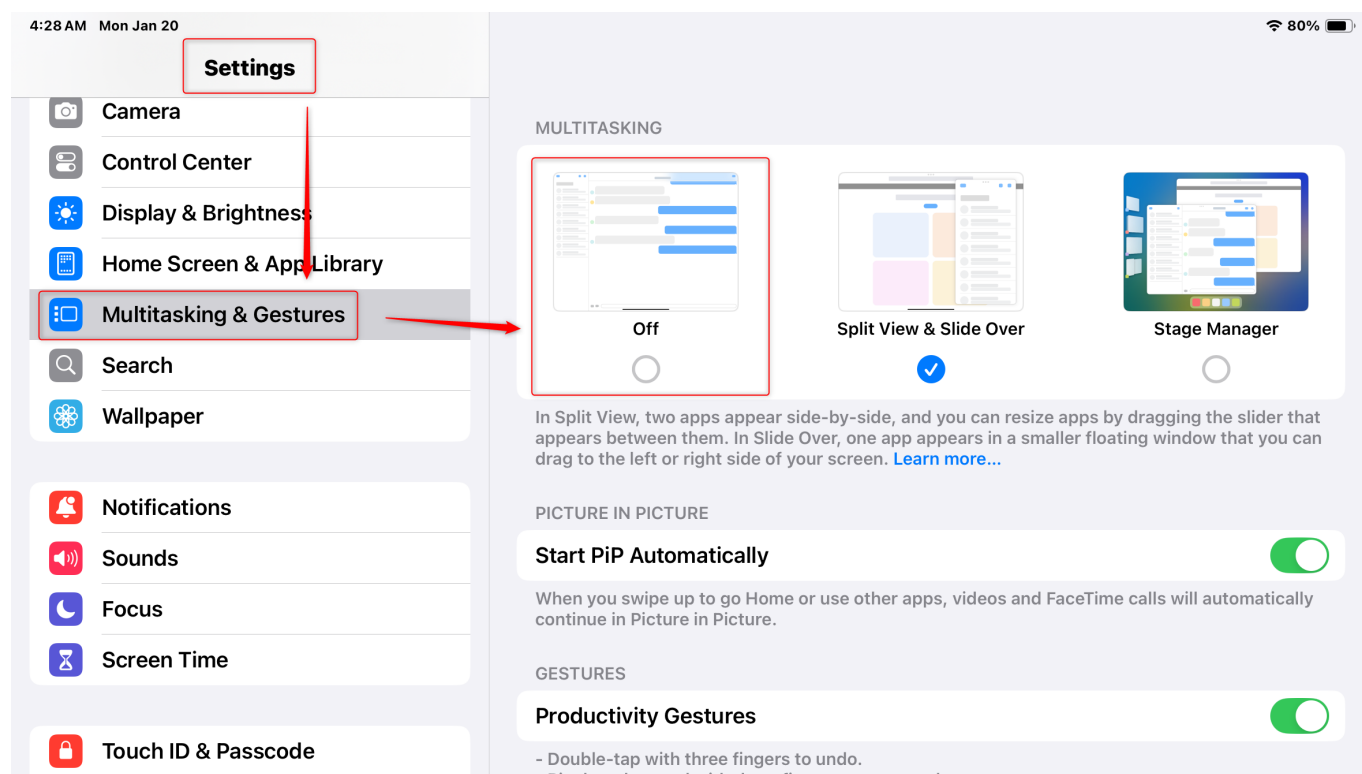 4:28 AM Mon Jan 20
80%
Settings
Camera
Control Center
Display & Brightness
Home Screen & App Library
Multitasking & Gestures
Search
Wallpaper
Notifications
Sounds
Focus
Screen Time
Touch ID & Passcode
MULTITASKING
Off
Split View & Slide Over
Stage Manager
In Split View, two apps appear side-by-side, and you can resize apps by dragging the slider that
appears between them. In Slide Over, one app appears in a smaller floating window that you can
drag to the left or right side of your screen. Learn more...
PICTURE IN PICTURE
Start PiP Automatically
When you swipe up to go Home or use other apps, videos and FaceTime calls will automatically
continue in Picture in Picture.
GESTURES
Productivity Gestures
- Double-tap with three fingers to undo.